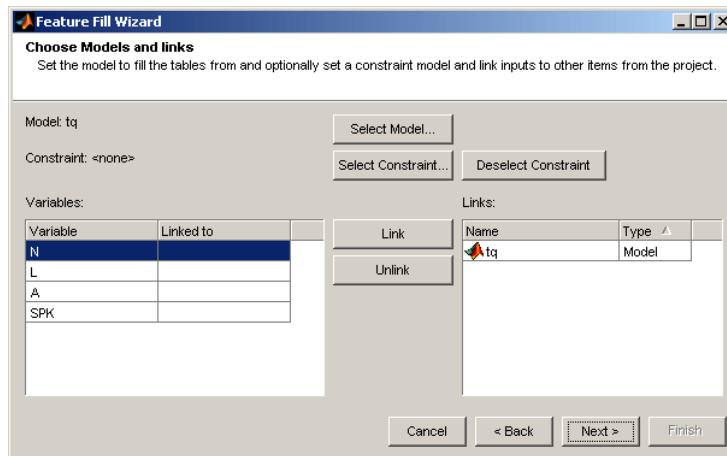 Feature Fill Wizard
Choose Models and links
Set the model to fill the tables from and optionally set a constraint model and link inputs to other items from the project.
Model: tq
Select Model...
Constraint: <none>
Select Constraint...
Deselect Constraint
Variables:
Links:
Variable Linked to
N
L
A
SPK
Link
Unlink
Name Type
tq Model
Cancel
< Back
Next >
Finish